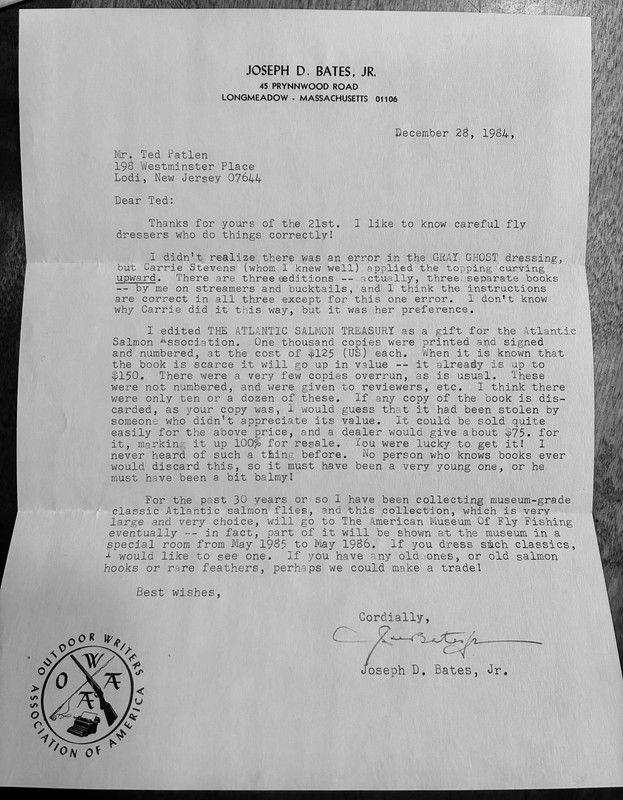 JOSEPH D. BATES, JR.
45 PRYNNWOOD ROAD
LONGMEADOW - MASSACHUSETTS 01106
December 28, 1984,
Mr. Ted Patlen
198 Westminster Place
Lodi, New Jersey 07644
Dear Ted:
Thanks for yours of the 21st. I like to know careful fly
dressers who do things correctly!
I didn't realize there was an error in the GRAY GHOST dressing,
but Carrie Stevens (whom I knew well) applied the topping curving
upward. There are three editions -- actually, three separate books
-- by me on streamers and bucktails, and I think the instructions
are correct in all three except for this one error. I don't know
why Carrie did it this way, but it was her preference.
I edited THE ATLANTIC SALMON TREASURY as a gift for the Atlantic
Salmon Association. One thousand copies were printed and signed
and numbered, at the cost of $125 (US) each. When it is known that
the book is scarce it will go up in value -- it already is up to
$150. There were a very few copies overrun, as is usual. These
were not numbered, and were given to reviewers, etc. I think there
were only ten or a dozen of these. If any copy of the book is dis-
carded, as your copy was, I would guess that it had been stolen by
someone who didn't appreciate its value. It could be sold quite
easily for the above price, and a dealer would give about $75. for
it, marking it up 100% for resale. You were lucky to get it! I
never heard of such a thing before. No person who knows books ever
would discard this, so it must have been a very young one, or he
must have been a bit balmy!
For the past 30 years or so I have been collecting museum-grade
classic Atlantic salmon flies, and this collection, which is very
large and very choice, will go to The American Museum Of Fly Fishing
eventually -- in fact, part of it will be shown at the museum in a
special room from May 1985 to May 1986. If you dress such classics,
I would like to see one. If you have any old ones, or old salmon
hooks or rare feathers, perhaps we could make a trade!
Best wishes,
Cordially,
Joe Bates Jr
Joseph D. Bates, Jr.
OUTDOOR WRITERS
ASSOCIATION OF AMERICA
O W A A